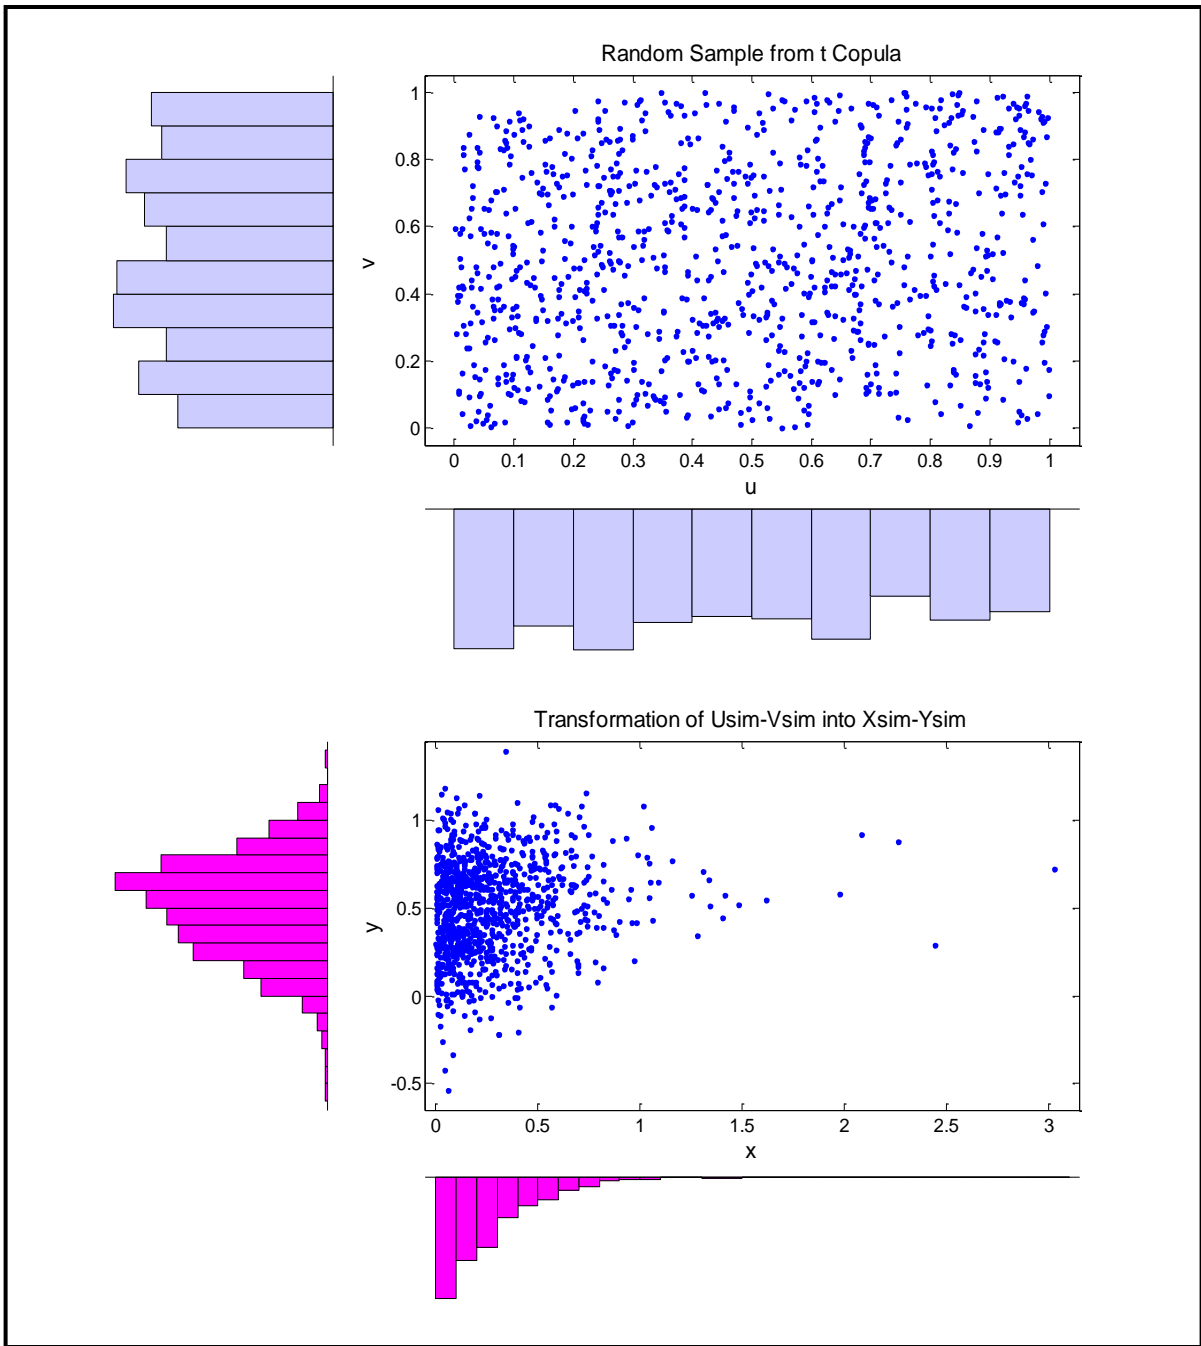 Random Sample from t Copula
1
0.8
0.6
0.4
0.2
0
v
0 0.1 0.2 0.3 0.4 0.5 0.6 0.7 0.8 0.9 1
u
Transformation of Usim-Vsim into Xsim-Ysim
1
0.5
0
-0.5
y
0 0.5 1 1.5 2 2.5 3
x